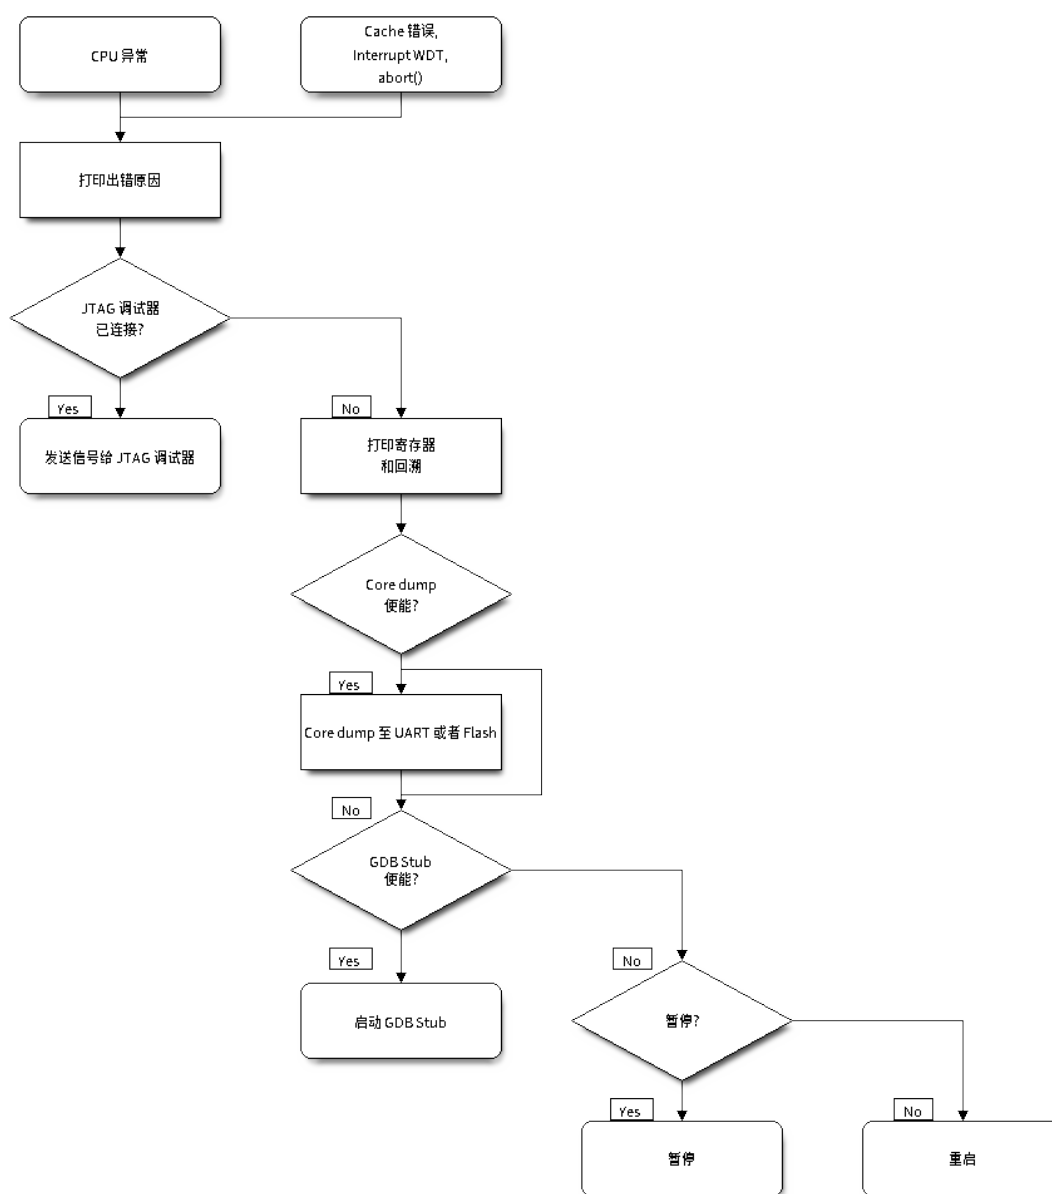 CPU 异常
Cache 错误,
Interrupt WDT,
abort()
打印出错原因
JTAG 调试器
已连接?
Yes
No
发送信号给 JTAG 调试器
打印寄存器
和回溯
Core dump
便能?
Yes
Core dump 至 UART 或者 Flash
No
GDB Stub
便能?
Yes
No
启动 GDB Stub
暂停?
Yes
No
暂停
重启